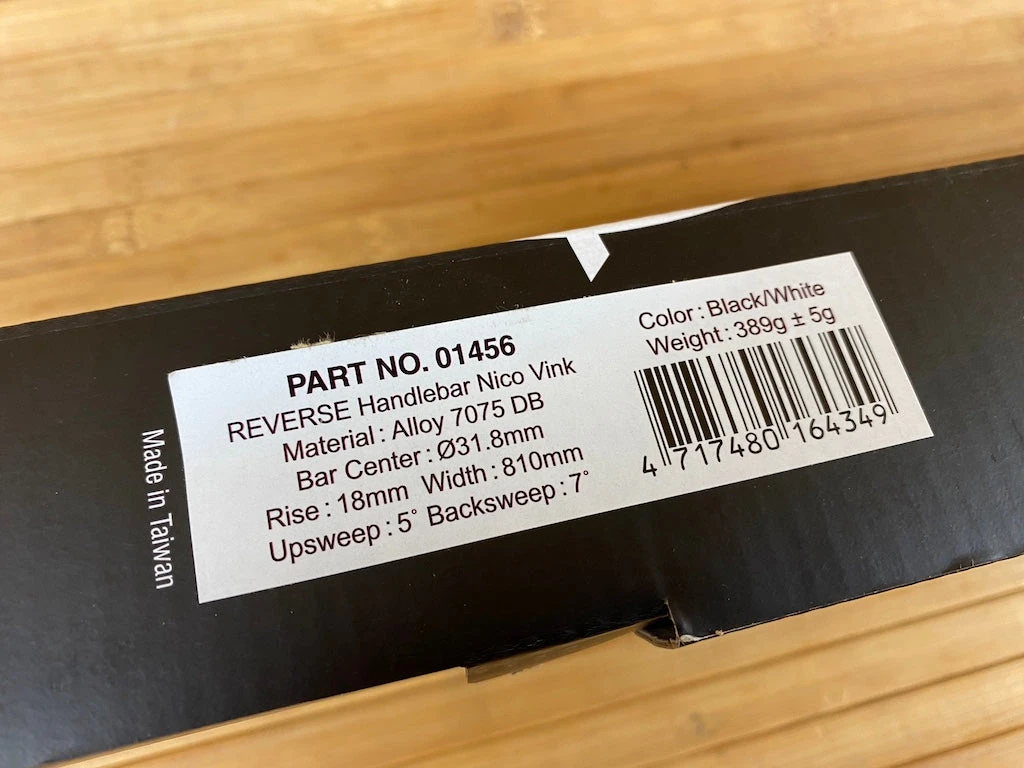 PART NO. 01456
REVERSE Handlebar Nico Vink
Material : Alloy 7075 DB
Bar Center : Ø31.8mm
Rise : 18mm Width : 810mm
Upsweep : 5° Backsweep : 7°
Color : Black/White
Weight : 389g ± 5g
4 717480 164349
Made in Taiwan